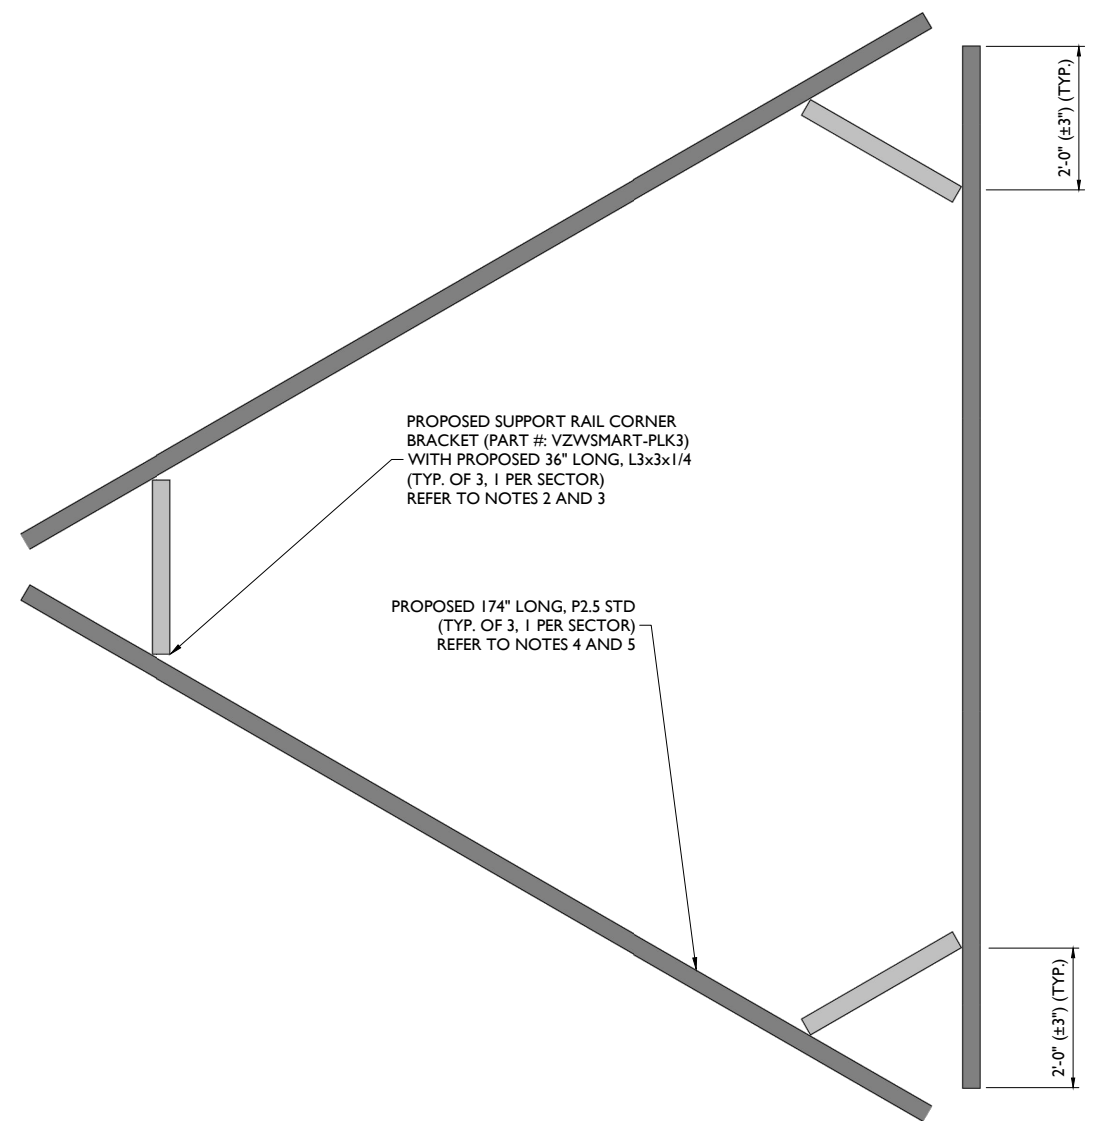 2'-0" (±3") (TYP.)
PROPOSED SUPPORT RAIL CORNER
BRACKET (PART #: VZWSMART-PLK3)
WITH PROPOSED 36" LONG, L3x3x1/4
(TYP. OF 3, 1 PER SECTOR)
REFER TO NOTES 2 AND 3
PROPOSED 174" LONG, P2.5 STD
(TYP. OF 3, 1 PER SECTOR)
REFER TO NOTES 4 AND 5
2'-0" (±3") (TYP.)